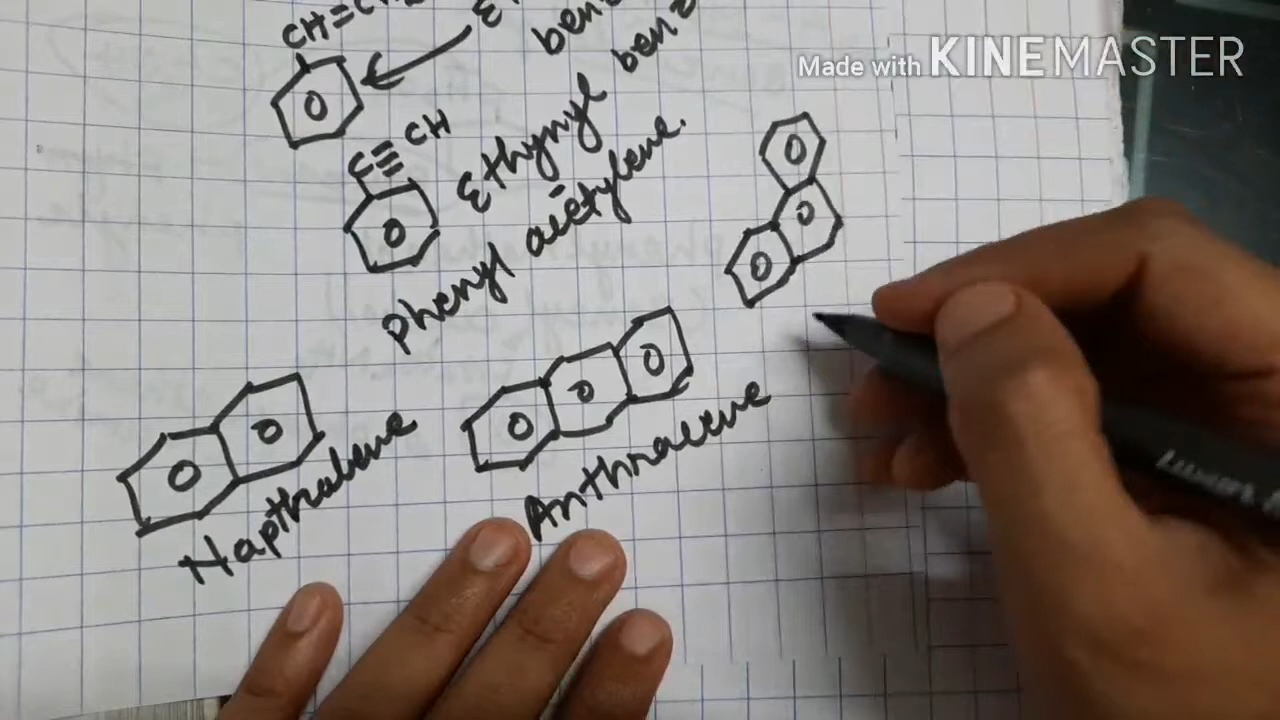 Made with KINEMASTER
CH=CH
C≡CH
Ethynyl benz
phenyl acetylene.
Napthalene
Anthracene